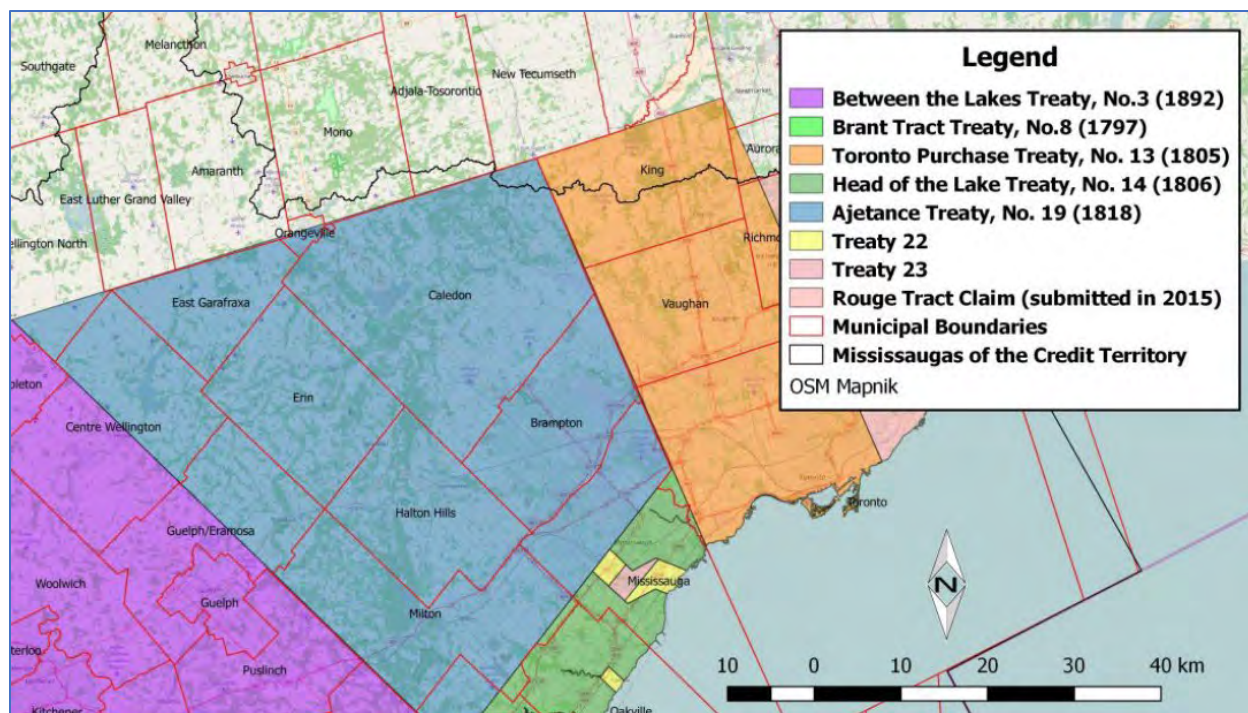 Legend
Between the Lakes Treaty, No.3 (1892)
Brant Tract Treaty, No.8 (1797)
Toronto Purchase Treaty, No. 13 (1805)
Head of the Lake Treaty, No. 14 (1806)
Ajetance Treaty, No. 19 (1818)
Treaty 22
Treaty 23
Rouge Tract Claim (submitted in 2015)
Municipal Boundaries
Mississaugas of the Credit Territory
OSM Mapnik
Melancthon
Southgate
New Tecumseth
Adjala-Tosorontio
Mono
Amaranth
King
Aurora
East Luther Grand Valley
Orangeville
ellington North
Richmo
East Garafraxa
Caledon
Vaughan
Erin
Centre Wellington
Brampton
Toronto
Halton Hills
Guelph/Eramosa
Mississauga
Woolwich
Guelph
Milton
Puslinch
Oakville
Kitchener
N
10 0 10 20 30 40 km